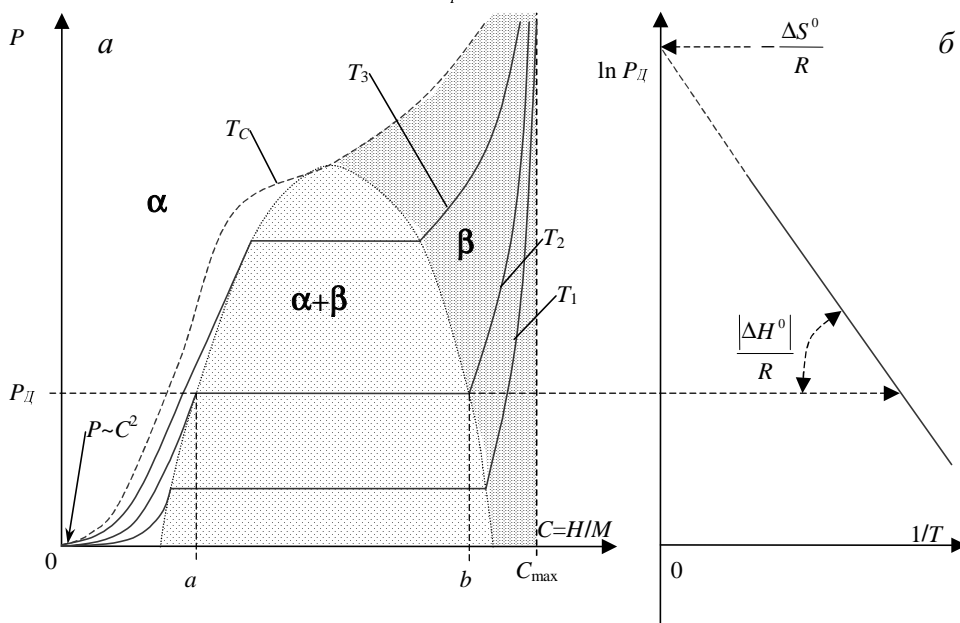 P
а
T3
TC
α
β
T2
α+β
T1
PД
P~C²
C=H/M
0
a
b
Cmax
б
−ΔS⁰/R
ln PД
|ΔH⁰|/R
1/T
0